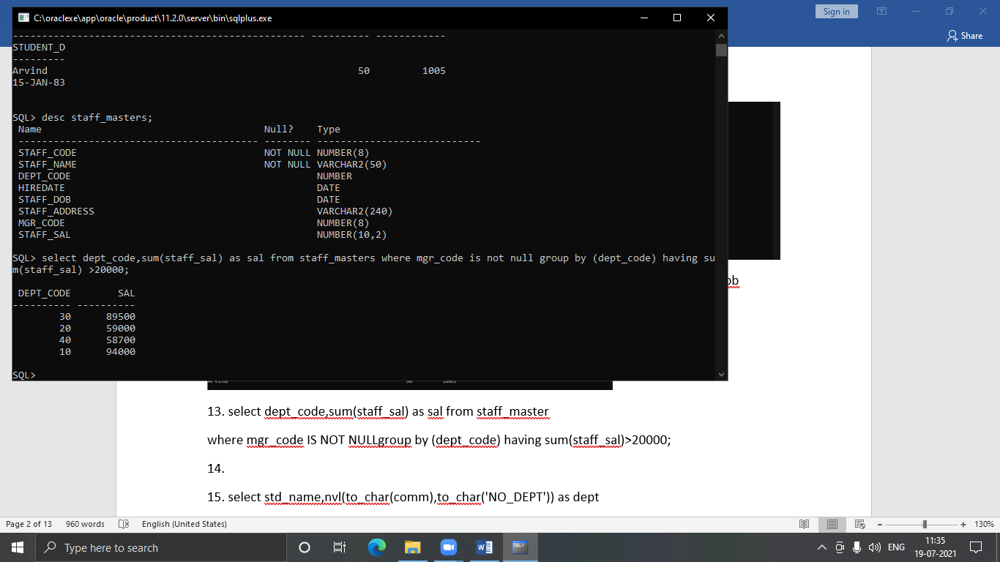 C:\oraclexe\app\oracle\product\11.2.0\server\bin\sqlplus.exe
Sign in
Share
-------------------------------------------------- ---------- ------------
STUDENT_D
---------
Arvind 50 1005
15-JAN-83
SQL> desc staff_masters;
Name Null? Type
----------------------------------------- -------- ----------------------------
STAFF_CODE NOT NULL NUMBER(8)
STAFF_NAME NOT NULL VARCHAR2(50)
DEPT_CODE NUMBER
HIREDATE DATE
STAFF_DOB DATE
STAFF_ADDRESS VARCHAR2(240)
MGR_CODE NUMBER(8)
STAFF_SAL NUMBER(10,2)
SQL> select dept_code,sum(staff_sal) as sal from staff_masters where mgr_code is not null group by (dept_code) having su
m(staff_sal) >20000;
DEPT_CODE SAL
---------- ----------
30 89500
20 59000
40 58700
10 94000
SQL>
ob
Arvind 50 1005
13. select dept_code,sum(staff_sal) as sal from staff_master
where mgr_code IS NOT NULLgroup by (dept_code) having sum(staff_sal)>20000;
14.
15. select std_name,nvl(to_char(comm),to_char('NO_DEPT')) as dept
Page 2 of 13 960 words English (United States) 130%
Type here to search
SQL>
ENG
11:35
19-07-2021